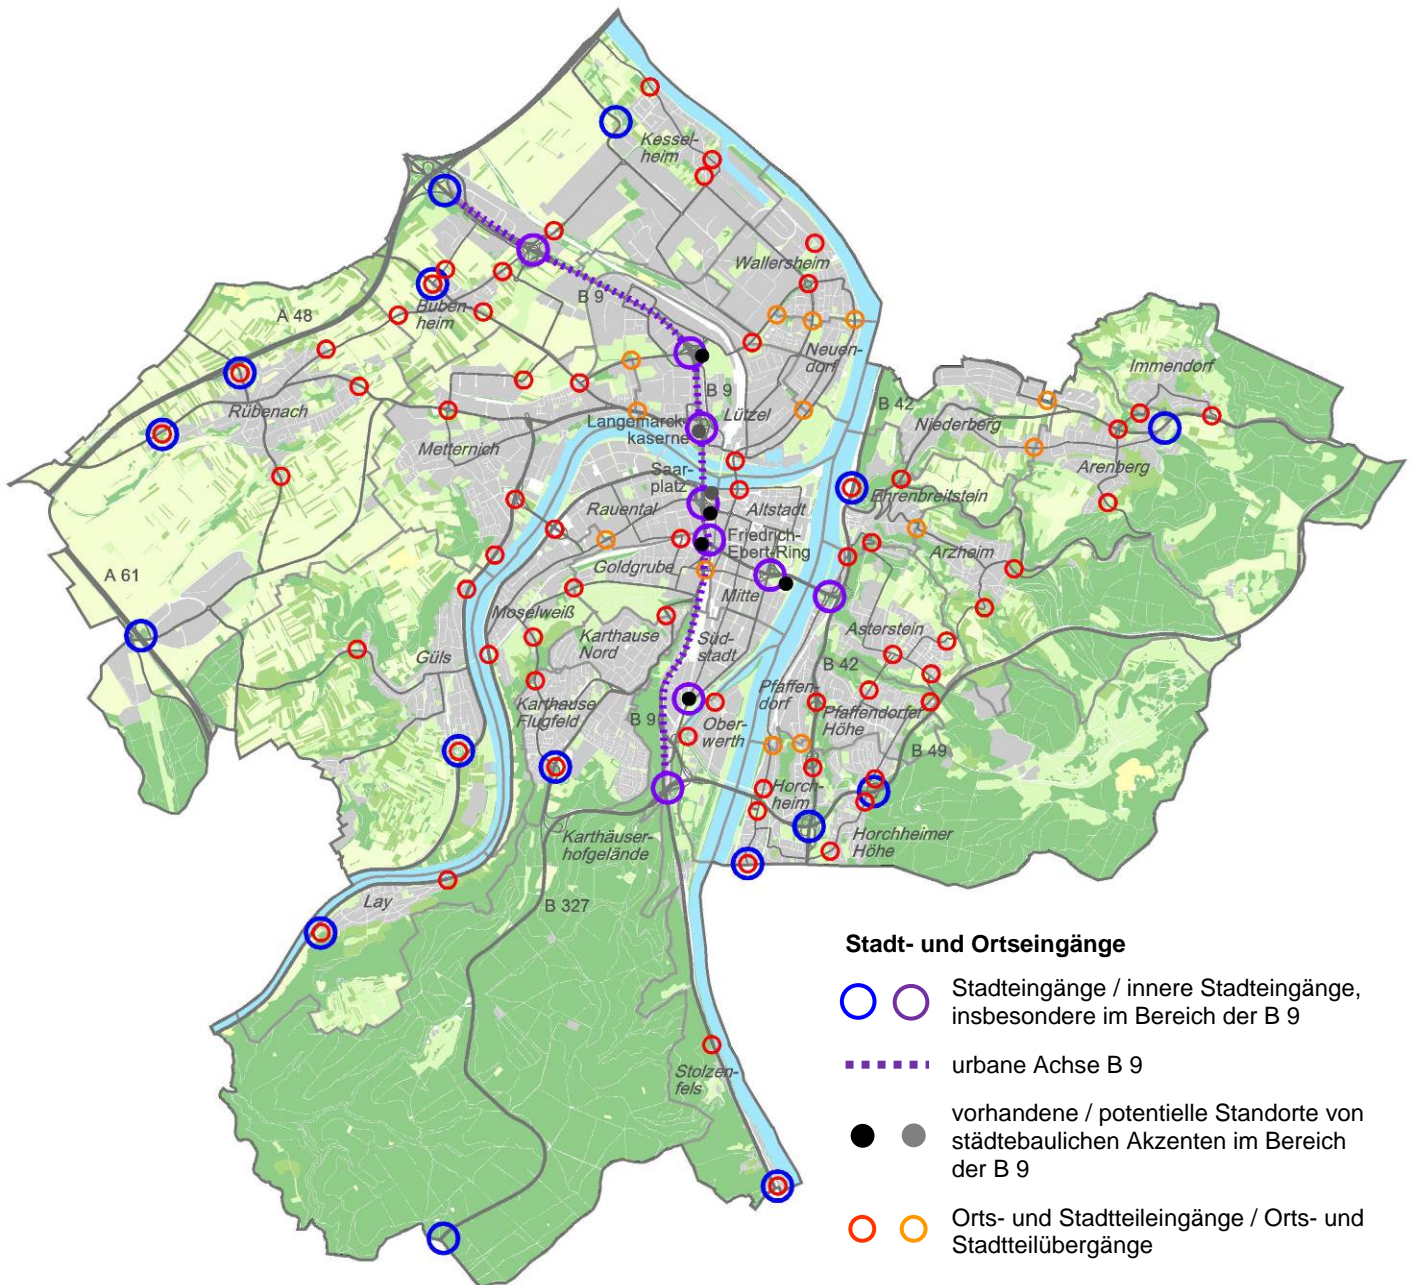 Kessel-
heim
Wallersheim
A 48
Buben
heim
B 9
Neuen-
dorf
Immendorf
Rübenach
B 9
Lützel
B 42
Niederberg
Langemarck-
kaserne
Metternich
Arenberg
Saar-
platz
Ehrenbreitstein
Rauental
Altstadt
Friedrich-
Ebert-Ring
Arzheim
Goldgrube
A 61
Mitte
Moselweiß
Karthause
Nord
Süd-
stadt
Asterstein
Güls
B 42
Pfaffen-
dorf
Karthause
Flugfeld
B 9
Ober-
werth
Pfaffendorfer
Höhe
B 49
Horch-
heim
Karthäuser-
hofgelände
Horchheimer
Höhe
Lay
B 327
Stolzen-
fels
Stadt- und Ortseingänge
Stadteingänge / innere Stadteingänge,
insbesondere im Bereich der B 9
urbane Achse B 9
vorhandene / potentielle Standorte von
städtebaulichen Akzenten im Bereich
der B 9
Orts- und Stadtteileingänge / Orts- und
Stadtteilübergänge